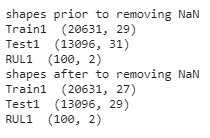 shapes prior to removing NaN
Train1 (20631, 29)
Test1 (13096, 31)
RUL1 (100, 2)
shapes after to removing NaN
Train1 (20631, 27)
Test1 (13096, 29)
RUL1 (100, 2)